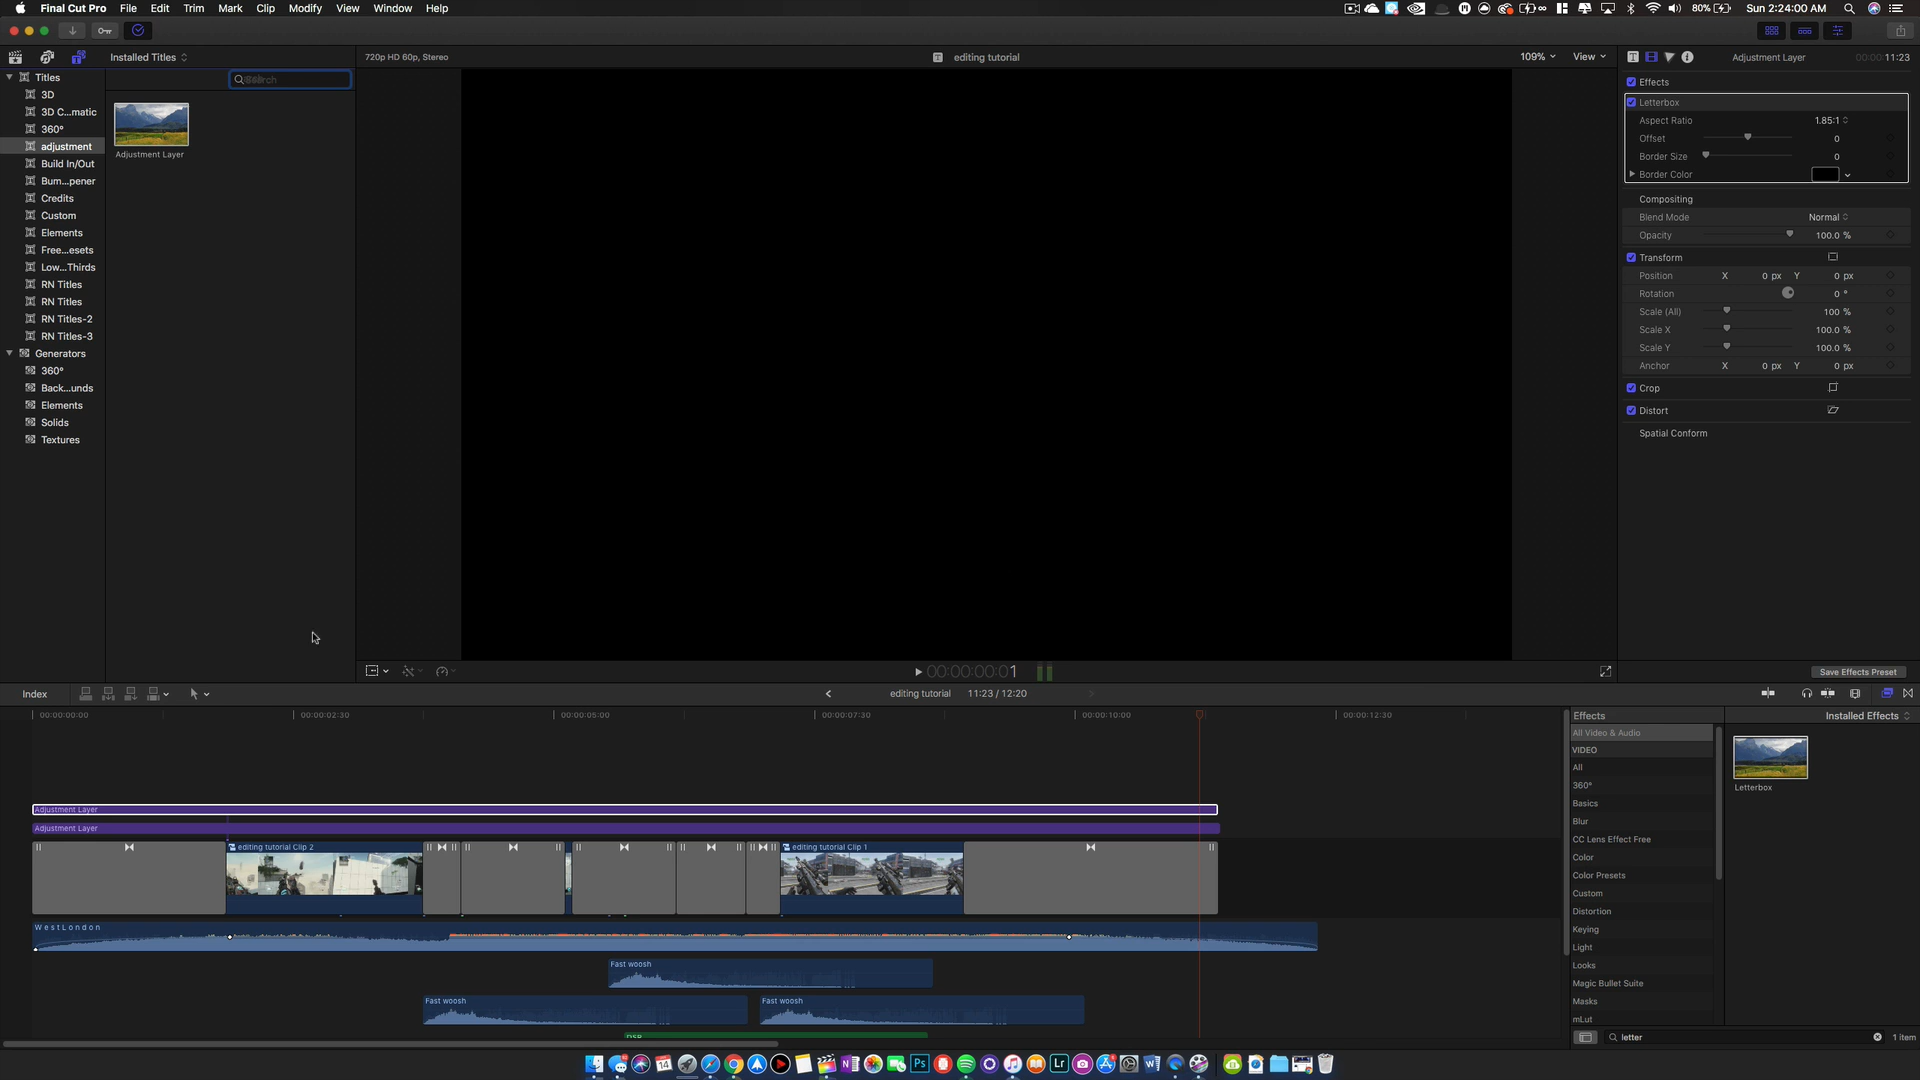 Final Cut Pro File Edit Trim Mark Clip Modify View Window Help
80% Sun 2:24:00 AM
Installed Titles
720p HD 60p, Stereo
editing tutorial
109%
View
Adjustment Layer
11:23
Titles
3D
3D C...matic
360°
adjustment
Build In/Out
Bum...pener
Credits
Custom
Elements
Free...esets
Low...Thirds
RN Titles
RN Titles
RN Titles-2
RN Titles-3
Generators
360°
Back...unds
Elements
Solids
Textures
Adjustment Layer
Effects
Letterbox
Aspect Ratio 1.85:1
Offset 0
Border Size 0
Border Color
Compositing
Blend Mode Normal
Opacity 100.0 %
Transform
Position X 0 px Y 0 px
Rotation 0 °
Scale (All) 100 %
Scale X 100.0 %
Scale Y 100.0 %
Anchor X 0 px Y 0 px
Crop
Distort
Spatial Conform
00:00:00:01
Save Effects Preset
Index
editing tutorial 11:23 / 12:20
00:00:00:00 00:00:02:30 00:00:05:00 00:00:07:30 00:00:10:00 00:00:12:30
Adjustment Layer
Adjustment Layer
editing tutorial Clip 2
editing tutorial Clip 1
WestLondon
Fast woosh
Fast woosh
Fast woosh
Effects
Installed Effects
All Video & Audio
VIDEO
All
360°
Basics
Blur
CC Lens Effect Free
Color
Color Presets
Custom
Distortion
Keying
Light
Looks
Magic Bullet Suite
Masks
mLut
Letterbox
letter
1 item